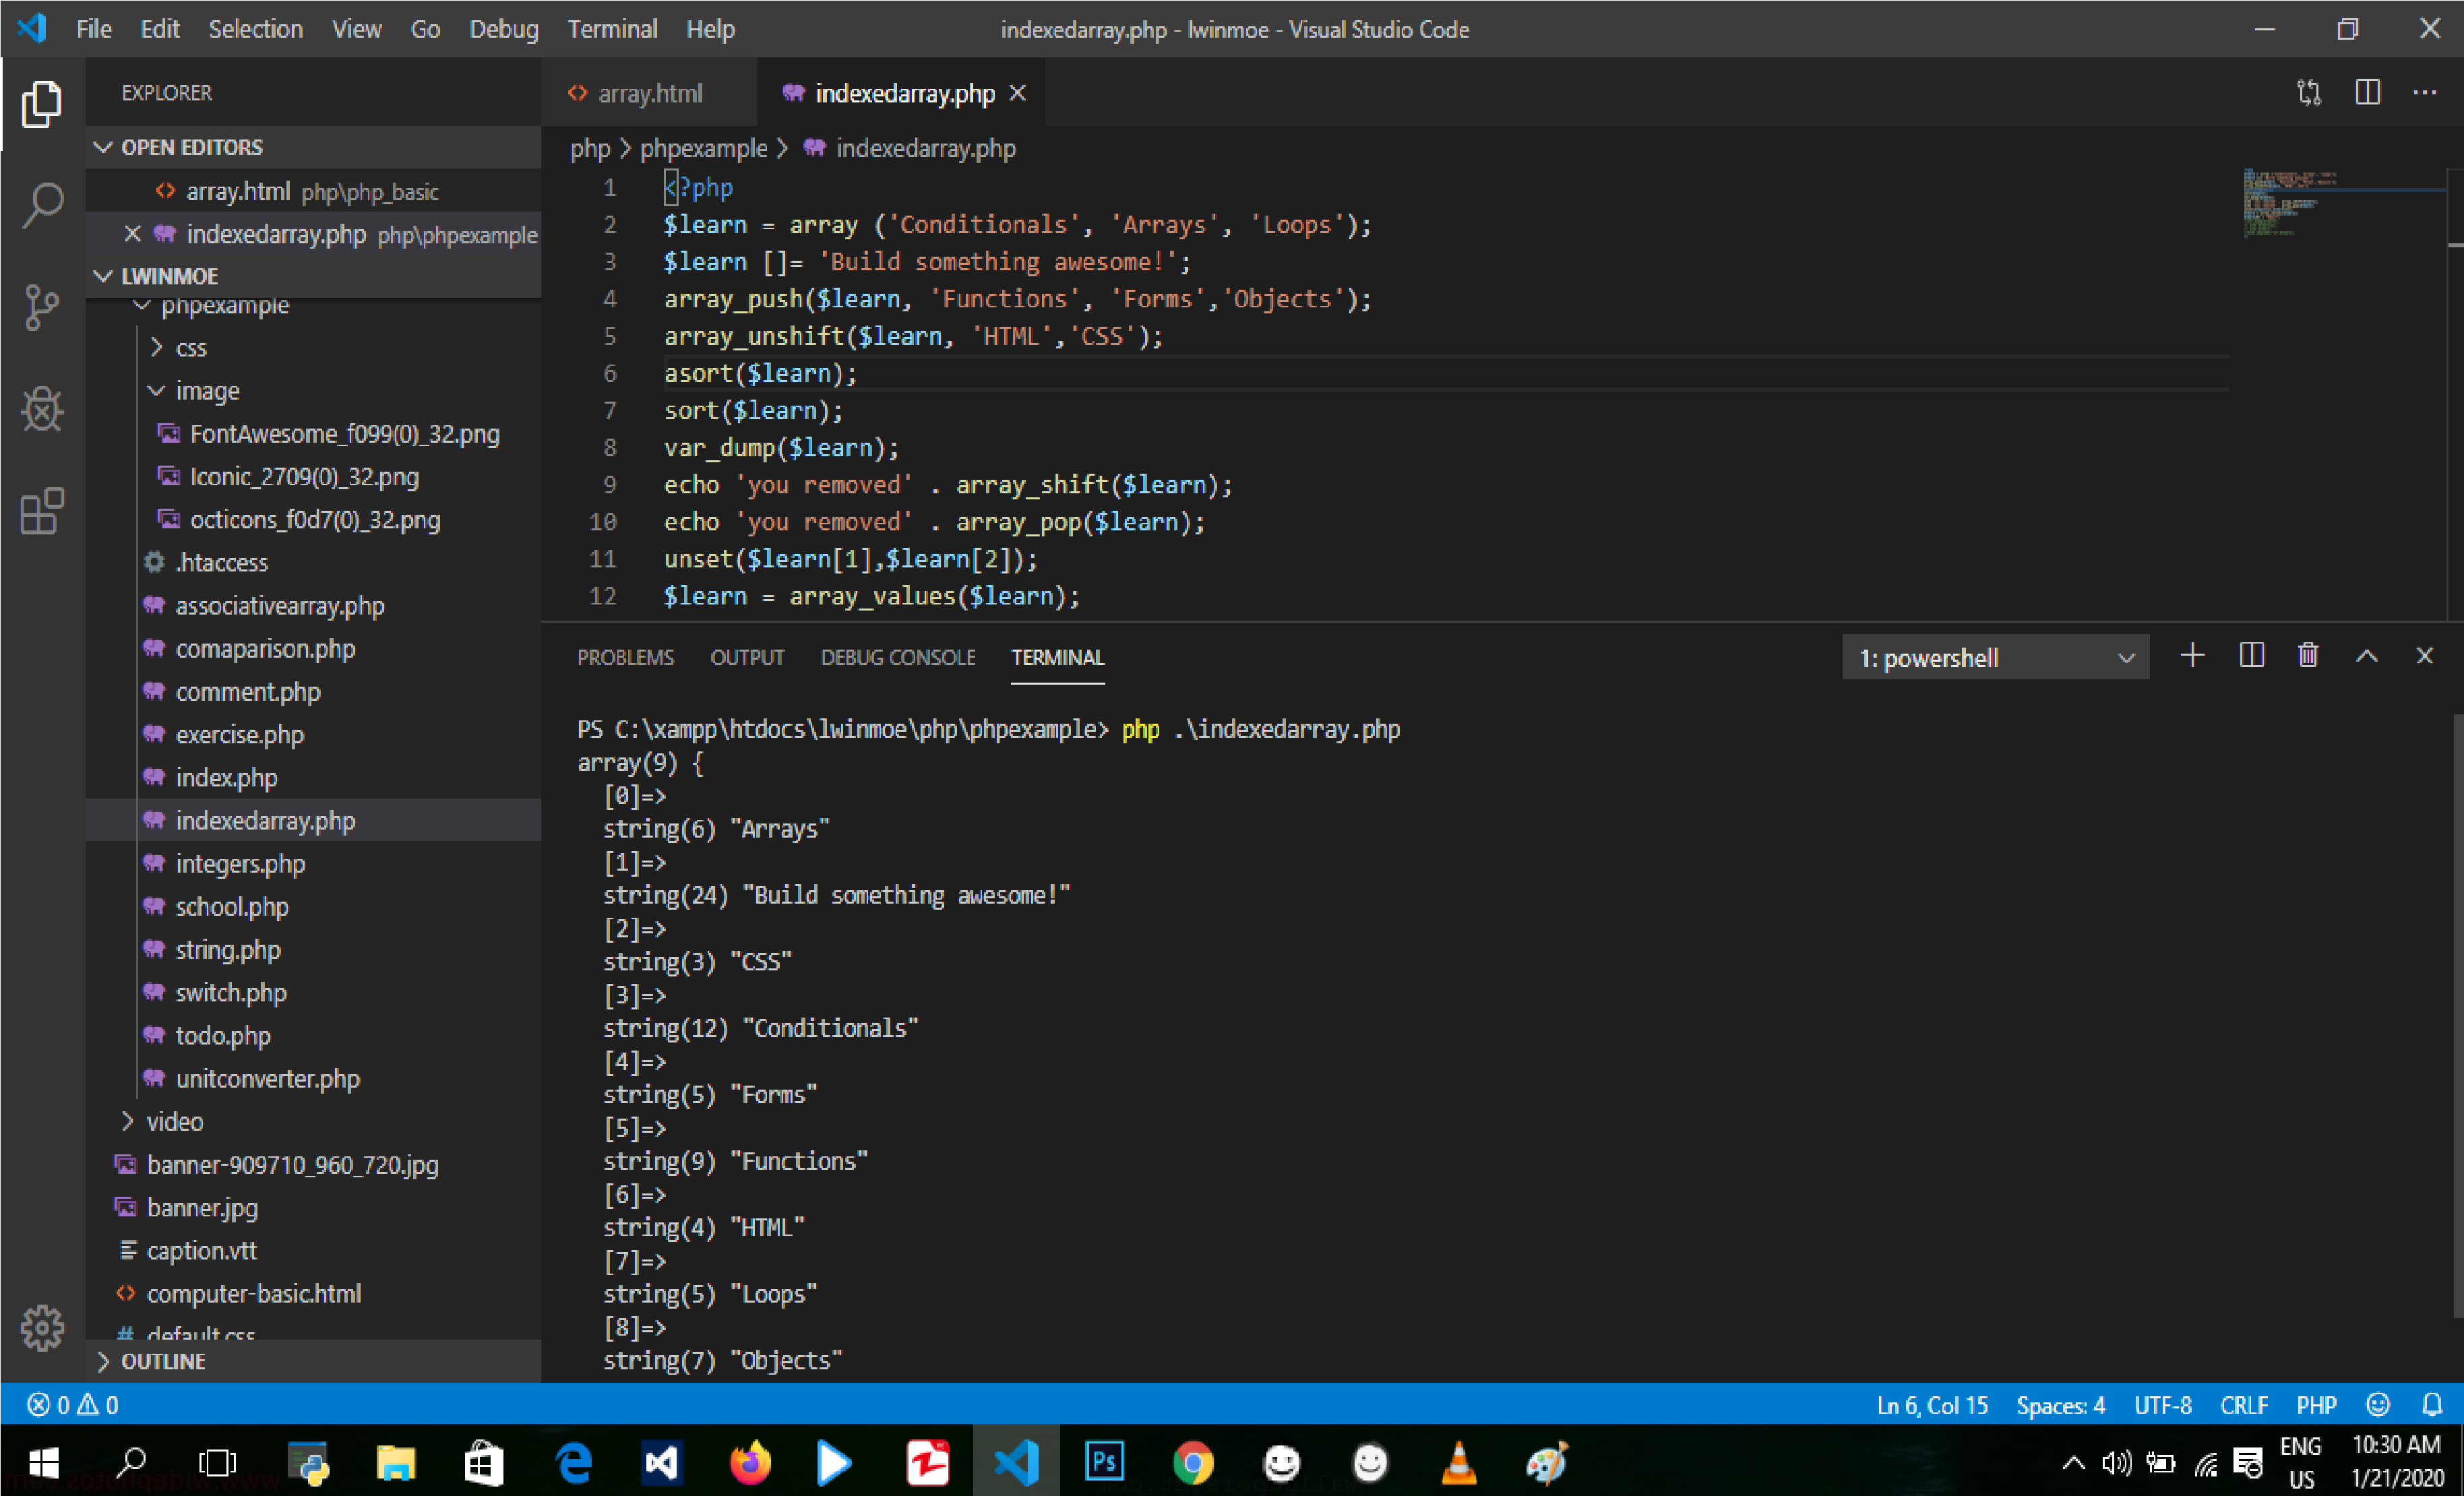 File Edit Selection View Go Debug Terminal Help
indexedarray.php - lwinmoe - Visual Studio Code
EXPLORER
OPEN EDITORS
array.html php\php_basic
indexedarray.php php\phpexample
LWINMOE
phpexample
css
image
FontAwesome_f099(0)_32.png
Iconic_2709(0)_32.png
octicons_f0d7(0)_32.png
.htaccess
associativearray.php
comaparison.php
comment.php
exercise.php
index.php
indexedarray.php
integers.php
school.php
string.php
switch.php
todo.php
unitconverter.php
video
banner-909710_960_720.jpg
banner.jpg
caption.vtt
computer-basic.html
default.css
OUTLINE
array.html
indexedarray.php
php > phpexample > indexedarray.php
1 <?php
2 $learn = array ('Conditionals', 'Arrays', 'Loops');
3 $learn []= 'Build something awesome!';
4 array_push($learn, 'Functions', 'Forms','Objects');
5 array_unshift($learn, 'HTML','CSS');
6 asort($learn);
7 sort($learn);
8 var_dump($learn);
9 echo 'you removed' . array_shift($learn);
10 echo 'you removed' . array_pop($learn);
11 unset($learn[1],$learn[2]);
12 $learn = array_values($learn);
PROBLEMS OUTPUT DEBUG CONSOLE TERMINAL
1: powershell
PS C:\xampp\htdocs\lwinmoe\php\phpexample> php .\indexedarray.php
array(9) {
[0]=>
string(6) "Arrays"
[1]=>
string(24) "Build something awesome!"
[2]=>
string(3) "CSS"
[3]=>
string(12) "Conditionals"
[4]=>
string(5) "Forms"
[5]=>
string(9) "Functions"
[6]=>
string(4) "HTML"
[7]=>
string(5) "Loops"
[8]=>
string(7) "Objects"
0 0
Ln 6, Col 15 Spaces: 4 UTF-8 CRLF PHP
Ps
ENG
US
10:30 AM
1/21/2020